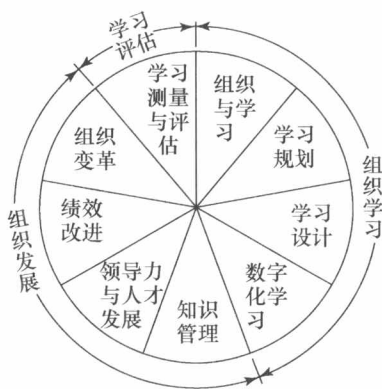 学习
评估
学习
测量
与评
估
组织
与学
习
学习
规划
学习
设计
数字
化学
习
知识
管理
领导力
与人才
发展
绩效
改进
组织
变革
组织学习
组织发展